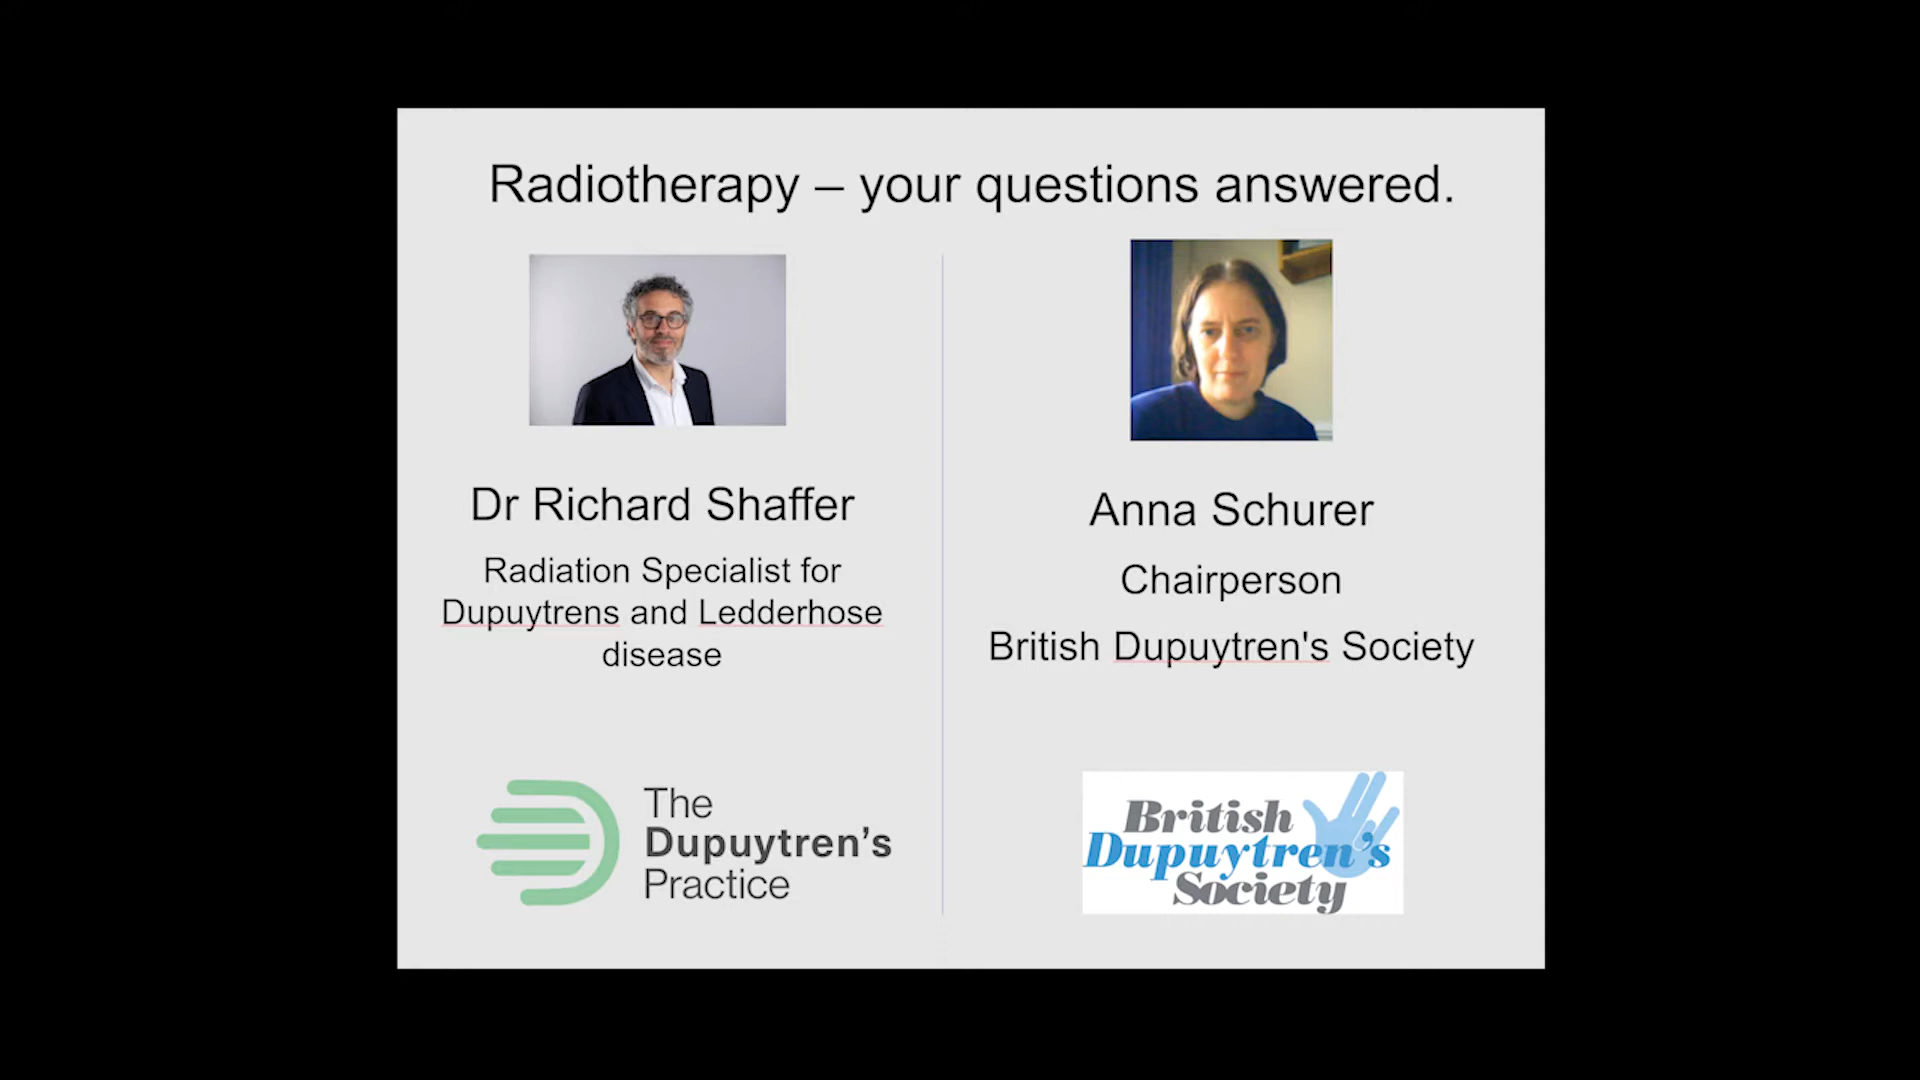 Radiotherapy – your questions answered.
Dr Richard Shaffer
Radiation Specialist for
Dupuytrens and Ledderhose
disease
The
Dupuytren’s
Practice
Anna Schurer
Chairperson
British Dupuytren's Society
British
Dupuytren's
Society